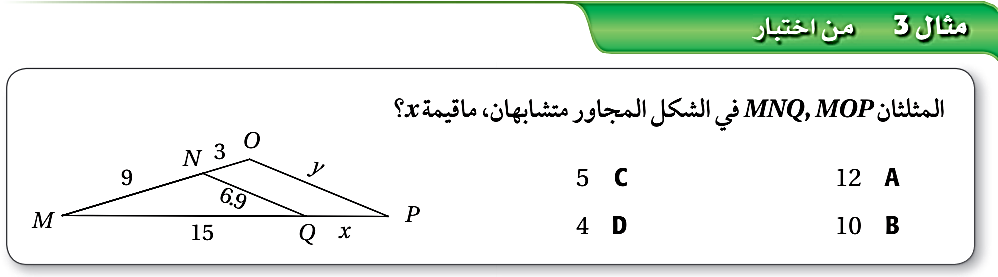 مثال 3 من اختبار
المثلثان MNQ, MOP في الشكل المجاور متشابهان، ماقيمة x؟
12 A
5 C
10 B
4 D
O
N 3
y
9
6.9
M
P
15
Q
x